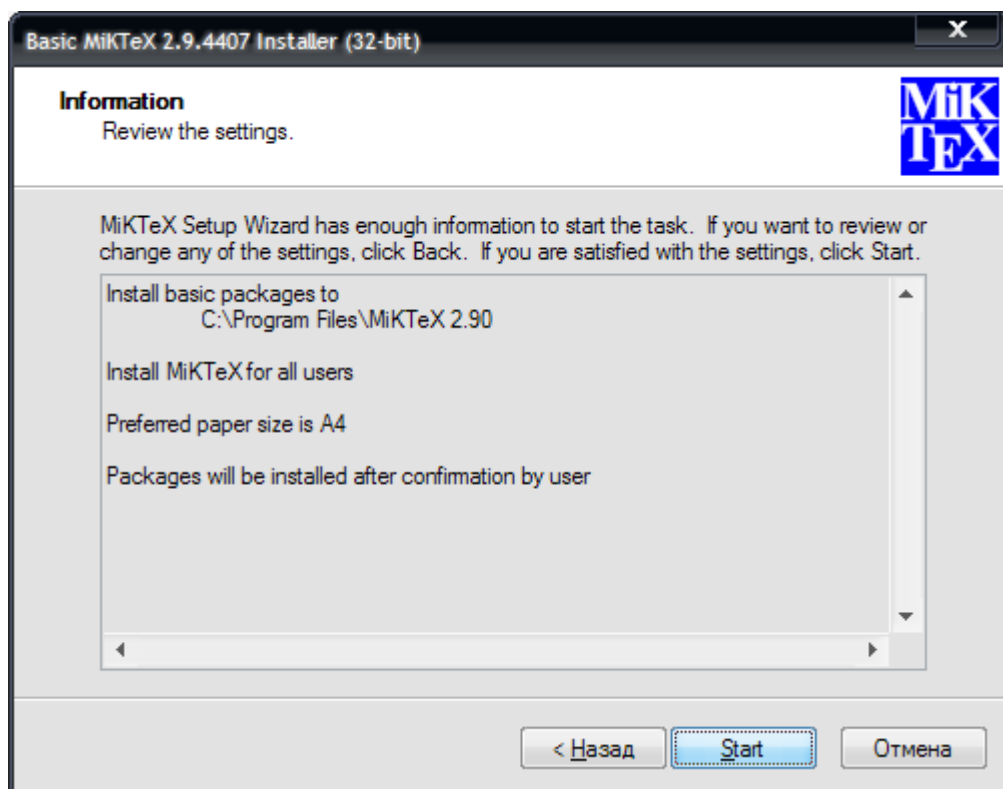 Basic MiKTeX 2.9.4407 Installer (32-bit)
x
Information
Review the settings.
MiK
TEX
MiKTeX Setup Wizard has enough information to start the task. If you want to review or
change any of the settings, click Back. If you are satisfied with the settings, click Start.
Install basic packages to
C:\Program Files\MiKTeX 2.90
Install MiKTeX for all users
Preferred paper size is A4
Packages will be installed after confirmation by user
< Назад
Start
Отмена